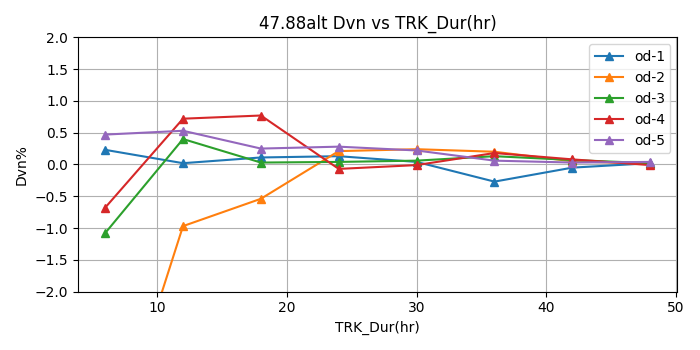 47.88alt Dvn vs TRK_Dur(hr)
2.0
1.5
1.0
0.5
0.0
−0.5
−1.0
−1.5
−2.0
Dvn%
od-1
od-2
od-3
od-4
od-5
10
20
30
40
50
TRK_Dur(hr)